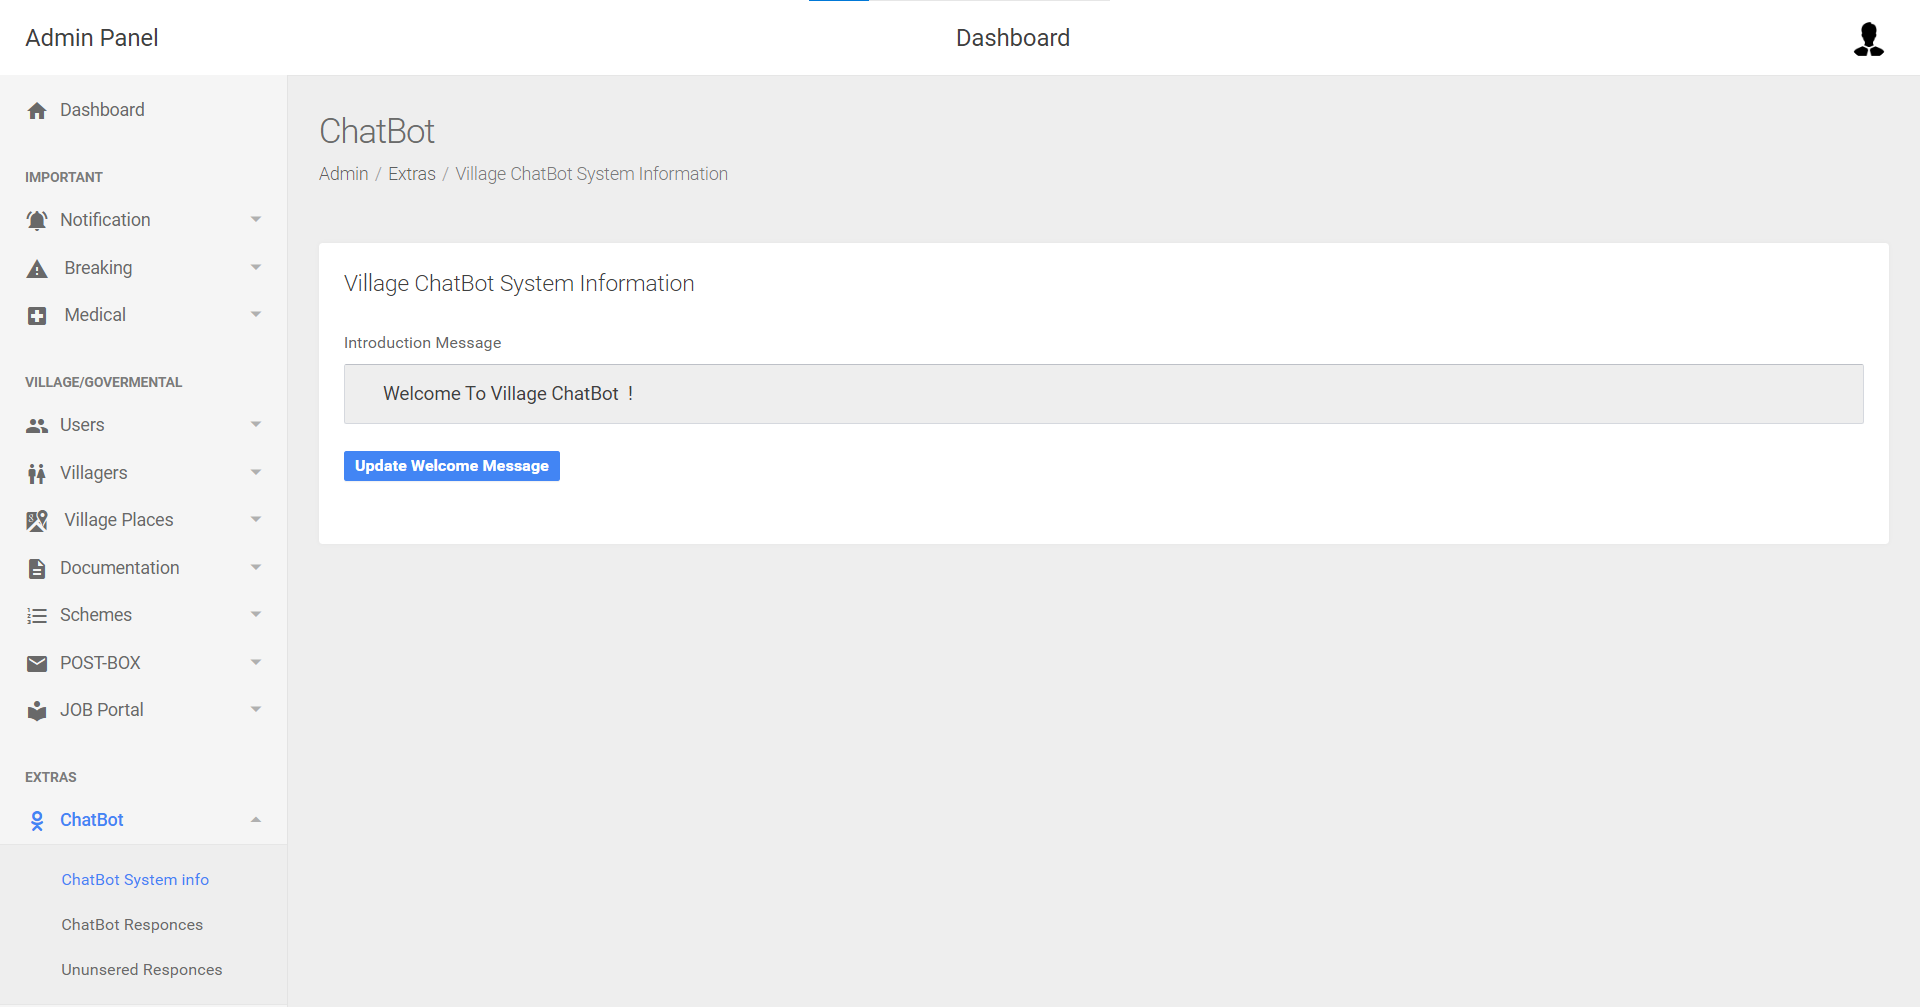 Admin Panel
Dashboard
Dashboard
IMPORTANT
Notification
Breaking
Medical
VILLAGE/GOVERMENTAL
Users
Villagers
Village Places
Documentation
Schemes
POST-BOX
JOB Portal
EXTRAS
ChatBot
ChatBot System info
ChatBot Responces
Ununsered Responces
ChatBot
Admin / Extras / Village ChatBot System Information
Village ChatBot System Information
Introduction Message
Welcome To Village ChatBot !
Update Welcome Message